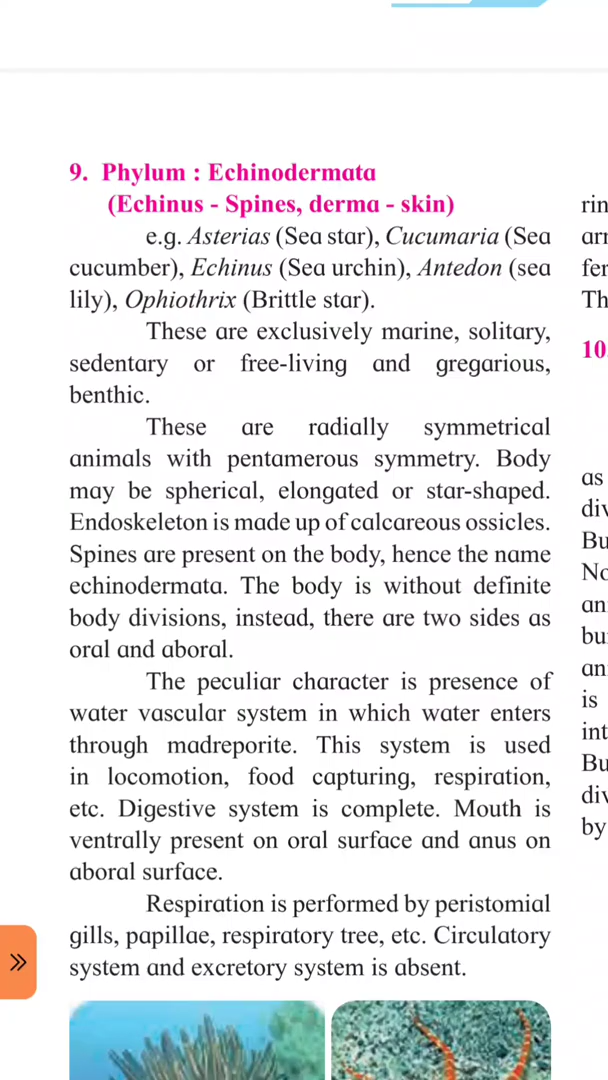 9. Phylum : Echinodermata
(Echinus - Spines, derma - skin)
e.g. Asterias (Sea star), Cucumaria (Sea
cucumber), Echinus (Sea urchin), Antedon (sea
lily), Ophiothrix (Brittle star).
These are exclusively marine, solitary,
sedentary or free-living and gregarious,
benthic.
These are radially symmetrical
animals with pentamerous symmetry. Body
may be spherical, elongated or star-shaped.
Endoskeleton is made up of calcareous ossicles.
Spines are present on the body, hence the name
echinodermata. The body is without definite
body divisions, instead, there are two sides as
oral and aboral.
The peculiar character is presence of
water vascular system in which water enters
through madreporite. This system is used
in locomotion, food capturing, respiration,
etc. Digestive system is complete. Mouth is
ventrally present on oral surface and anus on
aboral surface.
Respiration is performed by peristomial
gills, papillae, respiratory tree, etc. Circulatory
system and excretory system is absent.
10.
as
is
by